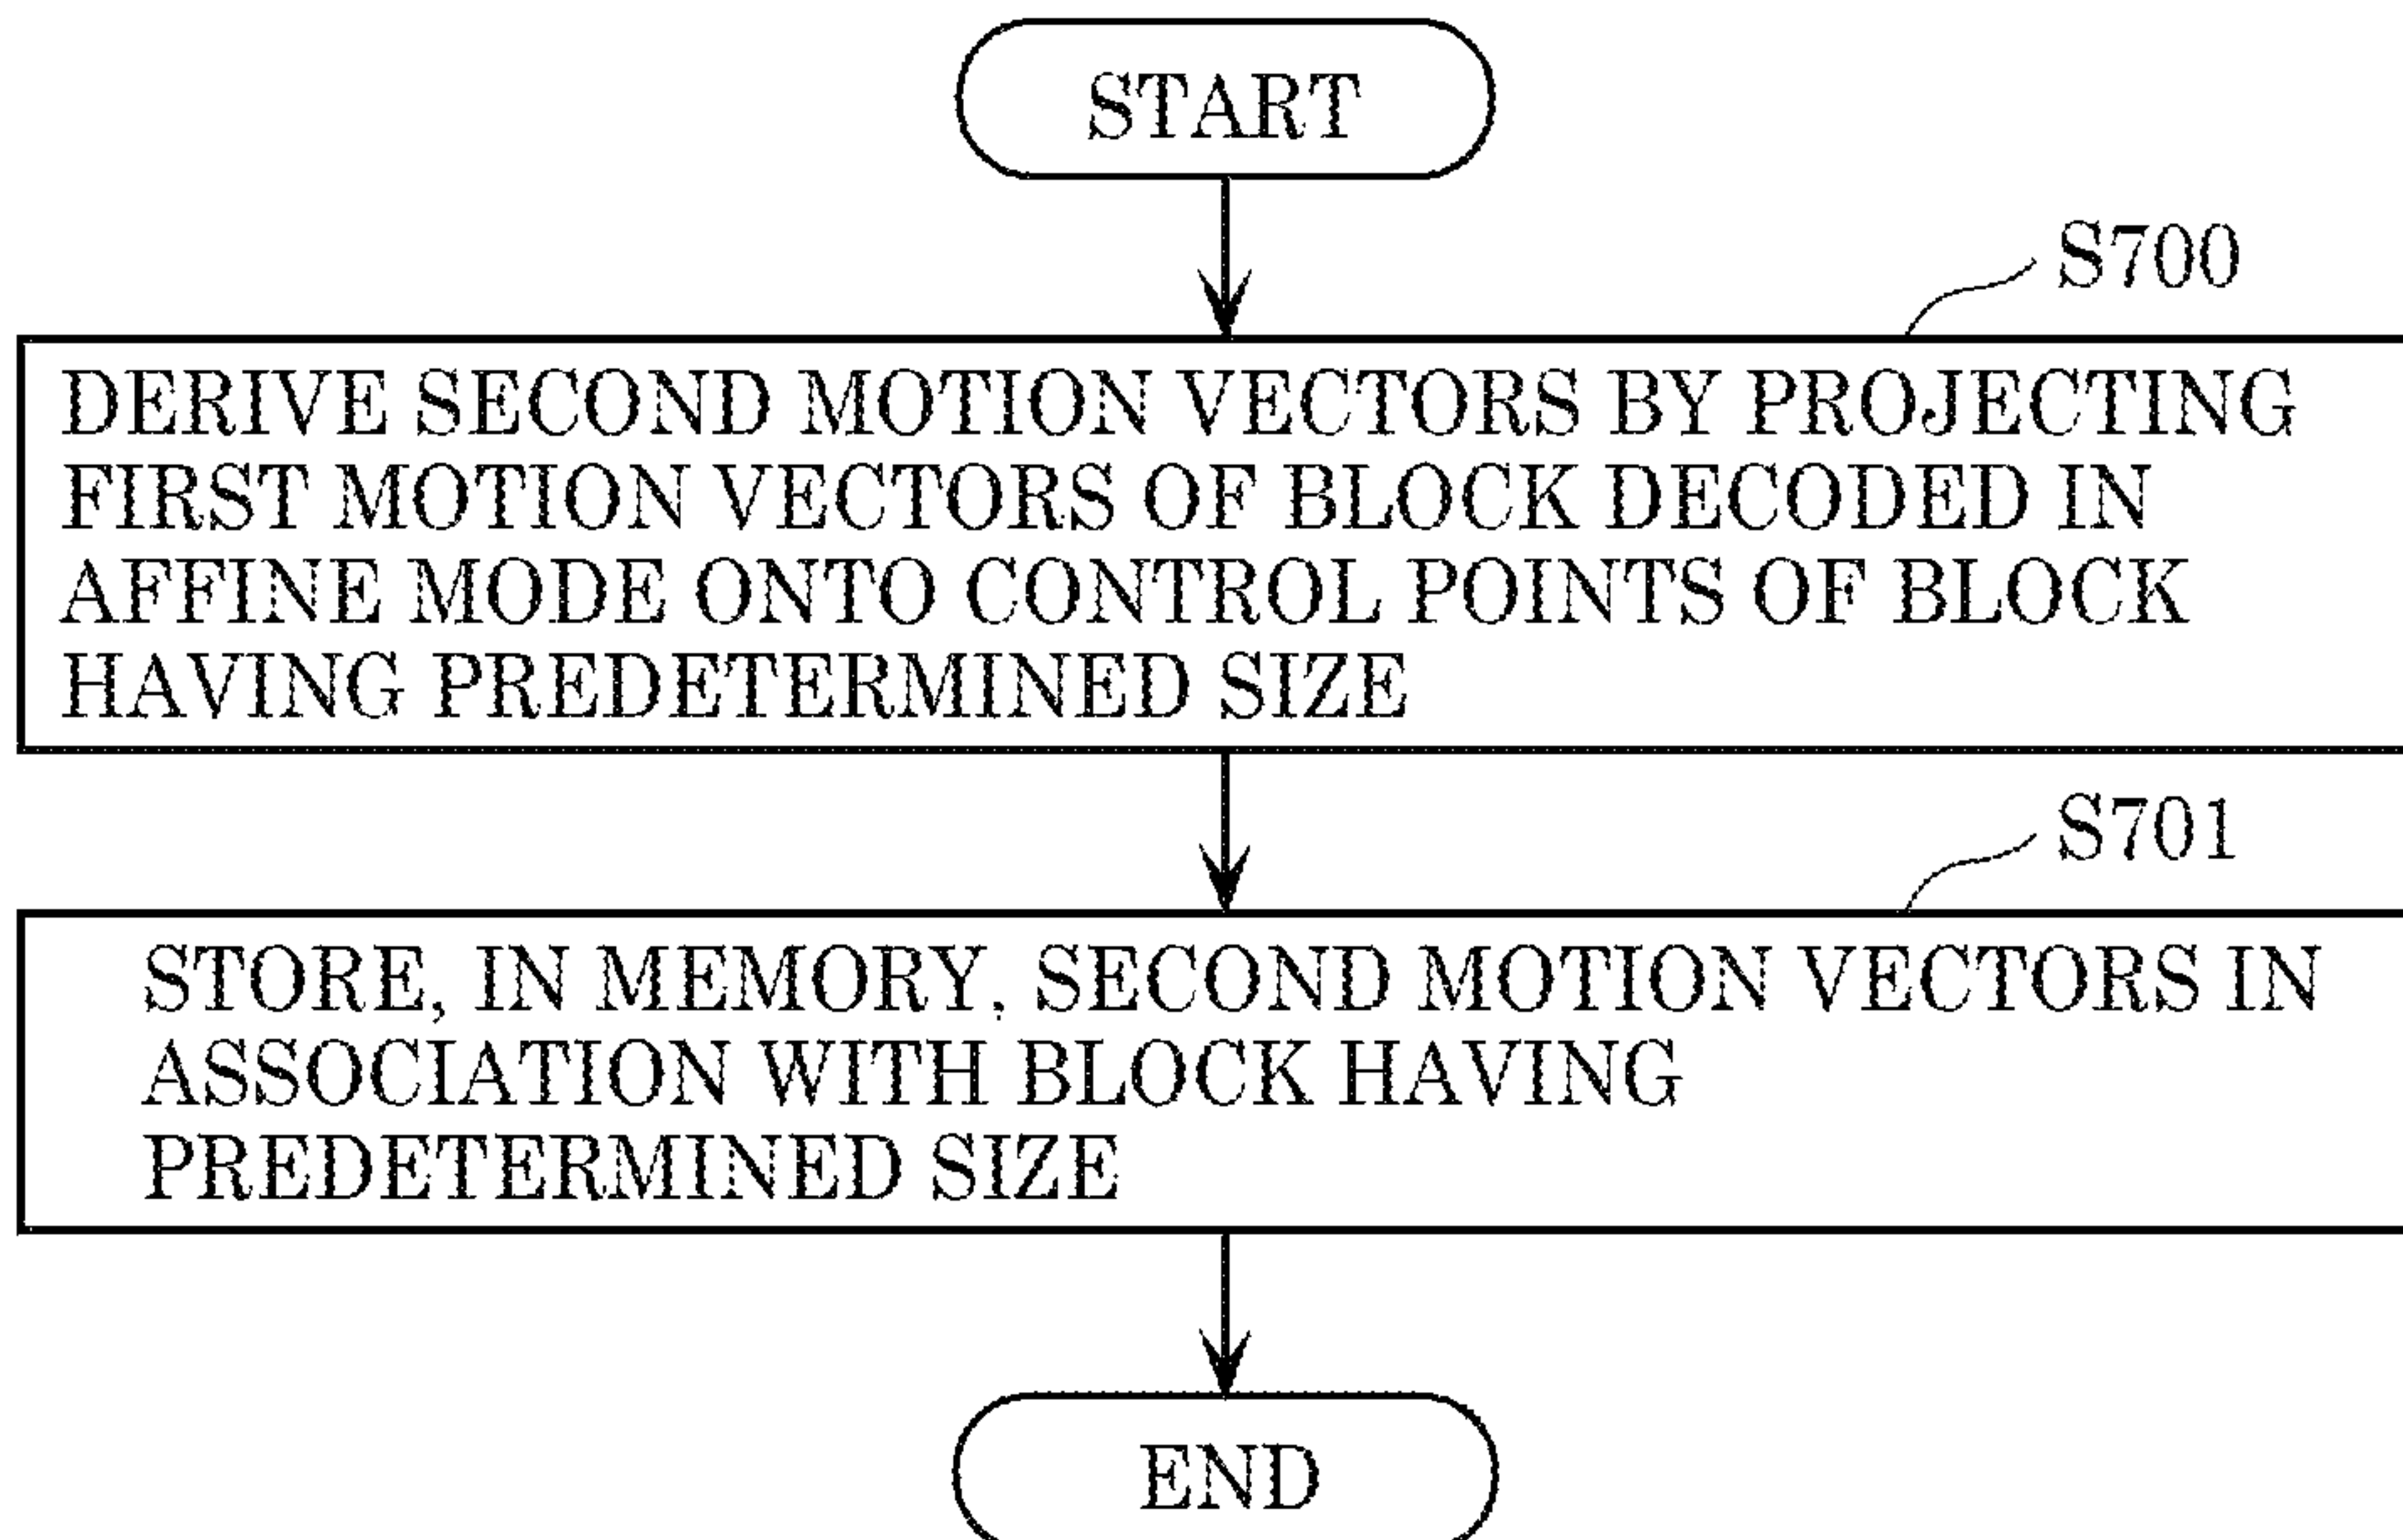 START
S700
DERIVE SECOND MOTION VECTORS BY PROJECTING
FIRST MOTION VECTORS OF BLOCK DECODED IN
AFFINE MODE ONTO CONTROL POINTS OF BLOCK
HAVING PREDETERMINED SIZE
S701
STORE, IN MEMORY, SECOND MOTION VECTORS IN
ASSOCIATION WITH BLOCK HAVING
PREDETERMINED SIZE
END